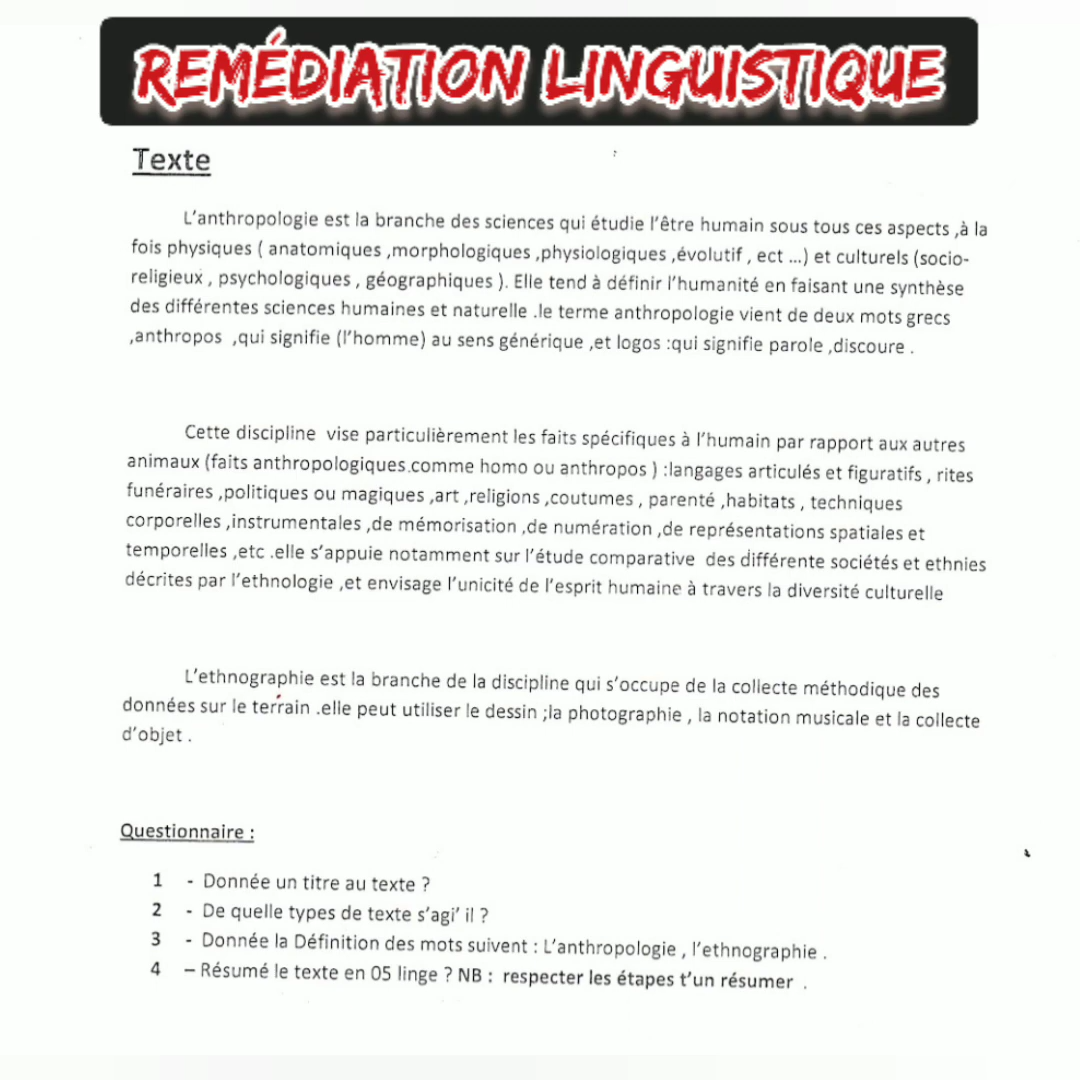 REMÉDIATION LINGUISTIQUE
Texte
L'anthropologie est la branche des sciences qui étudie l'être humain sous tous ces aspects ,à la
fois physiques ( anatomiques ,morphologiques ,physiologiques ,évolutif , ect ...) et culturels (socio-
religieux , psychologiques , géographiques ). Elle tend à définir l'humanité en faisant une synthèse
des différentes sciences humaines et naturelle .le terme anthropologie vient de deux mots grecs
,anthropos ,qui signifie (l'homme) au sens générique ,et logos :qui signifie parole ,discoure .
Cette discipline vise particulièrement les faits spécifiques à l'humain par rapport aux autres
animaux (faits anthropologiques.comme homo ou anthropos ) :langages articulés et figuratifs , rites
funéraires ,politiques ou magiques ,art ,religions ,coutumes , parenté ,habitats , techniques
corporelles ,instrumentales ,de mémorisation ,de numération ,de représentations spatiales et
temporelles ,etc .elle s'appuie notamment sur l'étude comparative des différente sociétés et ethnies
décrites par l'ethnologie ,et envisage l'unicité de l'esprit humaine à travers la diversité culturelle
L'ethnographie est la branche de la discipline qui s'occupe de la collecte méthodique des
données sur le terrain .elle peut utiliser le dessin ;la photographie , la notation musicale et la collecte
d'objet .
Questionnaire :
1 - Donnée un titre au texte ?
2 - De quelle types de texte s'agi' il ?
3 - Donnée la Définition des mots suivent : L'anthropologie , l'ethnographie .
4 – Résumé le texte en 05 linge ? NB : respecter les étapes t'un résumer .